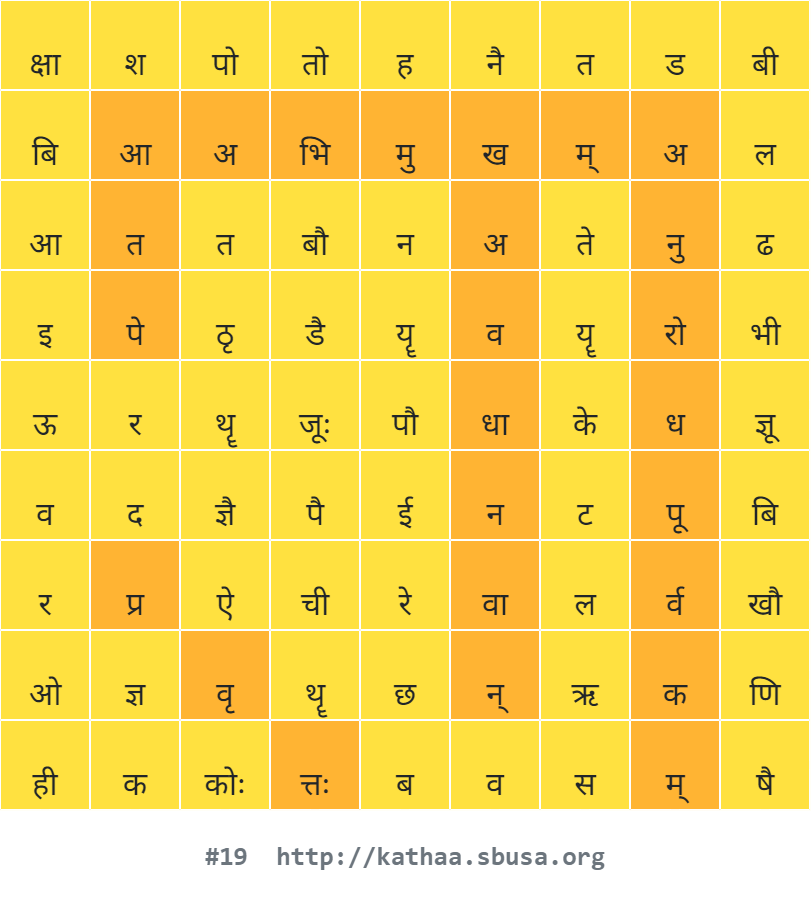 क्षा श पो तो ह नै त ड बी
बि आ अ भि मु ख म् अ ल
आ त त बौ न अ ते नु ढ
इ पे ठृ डै यॄ व यॄ रो भी
ऊ र थॄ जूः पौ धा के ध ज्ञू
व द ज्ञै पै ई न ट पू बि
र प्र ऐ ची रे वा ल र्व खौ
ओ ज्ञ वृ थॄ छ न् ऋ क णि
ही क कोः त्तः ब व स म् षै
#19 http://kathaa.sbusa.org